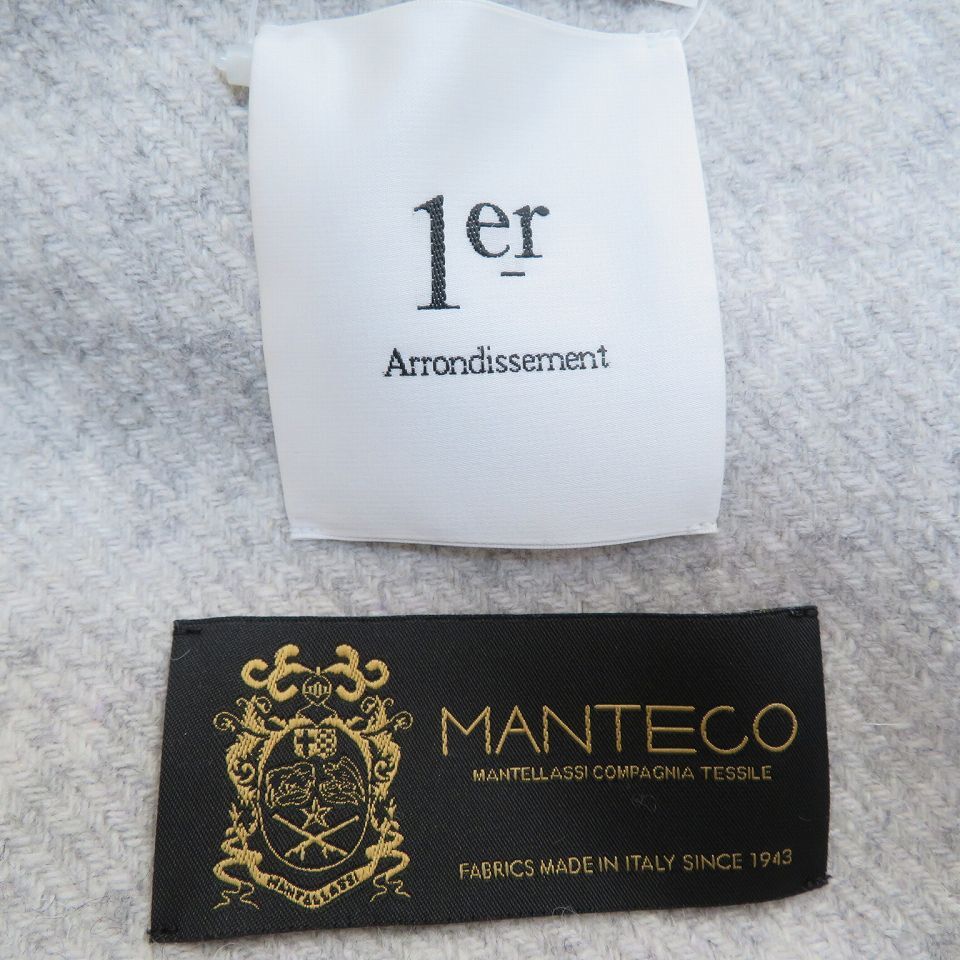 1er
Arrondissement
MANTECO
MANTELLASSI COMPAGNIA TESSILE
FABRICS MADE IN ITALY SINCE 1943